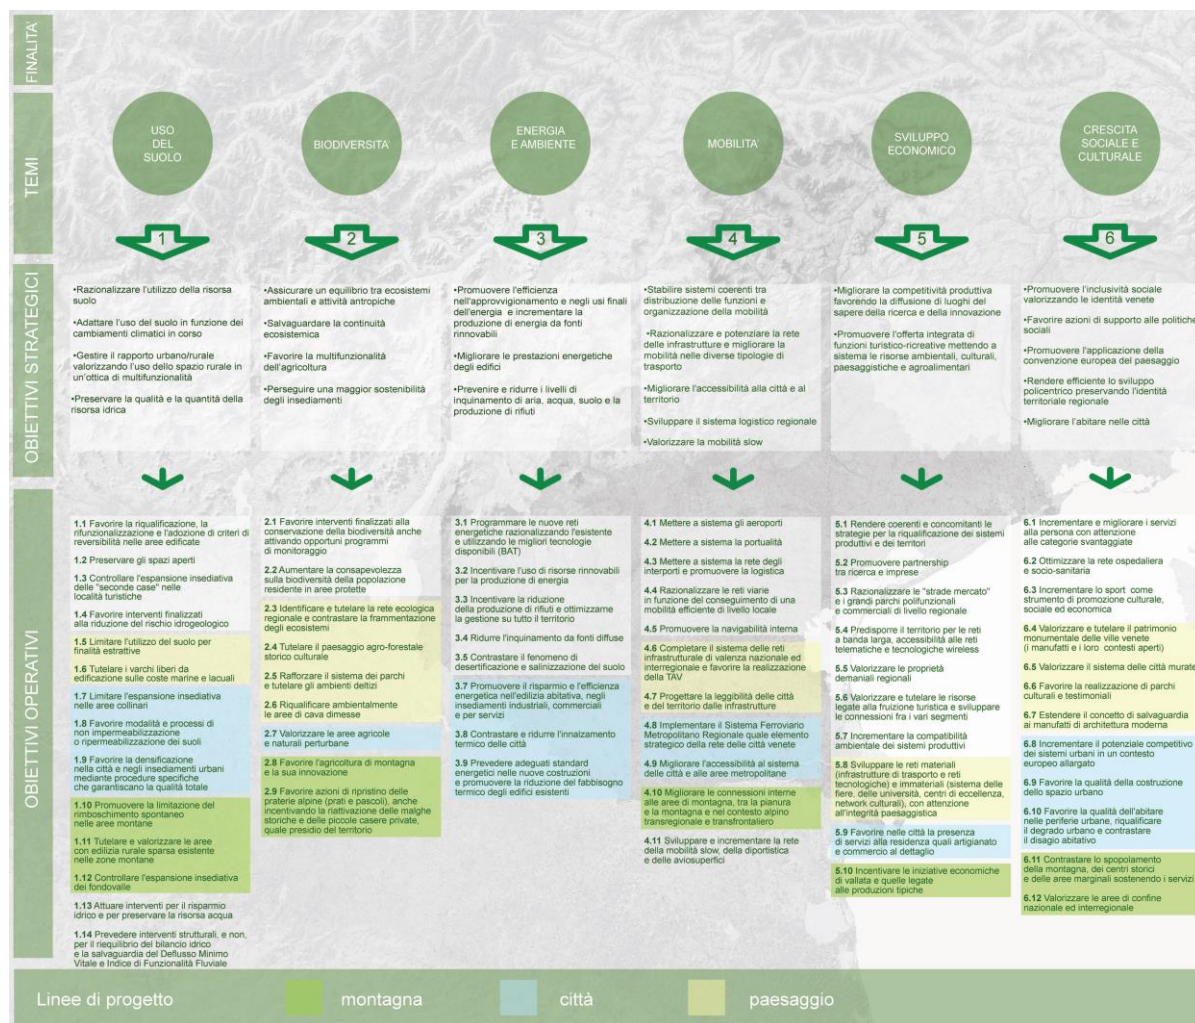 FINALITA'
TEMI
USO
DEL
SUOLO
BIODIVERSITA'
ENERGIA
E AMBIENTE
MOBILITA'
SVILUPPO
ECONOMICO
CRESCITA
SOCIALE E
CULTURALE
1
2
3
4
5
6
OBIETTIVI STRATEGICI
•Razionalizzare l'utilizzo della risorsa
suolo
•Adattare l'uso del suolo in funzione dei
cambiamenti climatici in corso
•Gestire il rapporto urbano/rurale
valorizzando l'uso dello spazio rurale in
un'ottica di multifunzionalità
•Preservare la qualità e la quantità della
risorsa idrica
•Assicurare un equilibrio tra ecosistemi
ambientali e attività antropiche
•Salvaguardare la continuità
ecosistemica
•Favorire la multifunzionalità
dell'agricoltura
•Perseguire una maggior sostenibilità
degli insediamenti
•Promuovere l'efficienza
nell'approvvigionamento e negli usi finali
dell'energia e incrementare la
produzione di energia da fonti
rinnovabili
•Migliorare le prestazioni energetiche
degli edifici
•Prevenire e ridurre i livelli di
inquinamento di aria, acqua, suolo e la
produzione di rifiuti
•Stabilire sistemi coerenti tra
distribuzione delle funzioni e
organizzazione della mobilità
•Razionalizzare e potenziare la rete
delle infrastrutture e migliorare la
mobilità nelle diverse tipologie di
trasporto
•Migliorare l'accessibilità alla città e al
territorio
•Sviluppare il sistema logistico regionale
•Valorizzare la mobilità slow
•Migliorare la competitività produttiva
favorendo la diffusione di luoghi del
sapere della ricerca e della innovazione
•Promuovere l'offerta integrata di
funzioni turistico-ricreative mettendo a
sistema le risorse ambientali, culturali,
paesaggistiche e agroalimentari
•Promuovere l'inclusività sociale
valorizzando le identità venete
•Favorire azioni di supporto alle politiche
sociali
•Promuovere l'applicazione della
convenzione europea del paesaggio
•Rendere efficiente lo sviluppo
policentrico preservando l'identità
territoriale regionale
•Migliorare l'abitare nelle città
OBIETTIVI OPERATIVI
1.1 Favorire la riqualificazione, la
rifunzionalizzazione e l'adozione di criteri di
reversibilità nelle aree edificate
1.2 Preservare gli spazi aperti
1.3 Controllare l'espansione insediativa
delle "seconde case" nelle
località turistiche
1.4 Favorire interventi finalizzati
alla riduzione del rischio idrogeologico
1.5 Limitare l'utilizzo del suolo per
finalità estrattive
1.6 Tutelare i varchi liberi da
edificazione sulle coste marine e lacuali
1.7 Limitare l'espansione insediativa
nelle aree collinari
1.8 Favorire modalità e processi di
non impermeabilizzazione
o ripermeabilizzazione dei suoli
1.9 Favorire la densificazione
nella città e negli insediamenti urbani
mediante procedure specifiche
che garantiscano la qualità totale
1.10 Promuovere la limitazione del
rimboschimento spontaneo
nelle aree montane
1.11 Tutelare e valorizzare le aree
con edilizia rurale sparsa esistente
nelle zone montane
1.12 Controllare l'espansione insediativa
dei fondovalle
1.13 Attuare interventi per il risparmio
idrico e per preservare la risorsa acqua
1.14 Prevedere interventi strutturali, e non,
per il riequilibrio del bilancio idrico
e la salvaguardia del Deflusso Minimo
Vitale e Indice di Funzionalità Fluviale
2.1 Favorire interventi finalizzati alla
conservazione della biodiversità anche
attivando opportuni programmi
di monitoraggio
2.2 Aumentare la consapevolezza
sulla biodiversità della popolazione
residente in aree protette
2.3 Identificare e tutelare la rete ecologica
regionale e contrastare la frammentazione
degli ecosistemi
2.4 Tutelare il paesaggio agro-forestale
storico culturale
2.5 Rafforzare il sistema dei parchi
e tutelare gli ambienti deltizi
2.6 Riqualificare ambientalmente
le aree di cava dimesse
2.7 Valorizzare le aree agricole
e naturali perturbane
2.8 Favorire l'agricoltura di montagna
e la sua innovazione
2.9 Favorire azioni di ripristino delle
praterie alpine (prati e pascoli), anche
incentivando la riattivazione delle malghe
storiche e delle piccole casere private,
quale presidio del territorio
3.1 Programmare le nuove reti
energetiche razionalizzando l'esistente
e utilizzando le migliori tecnologie
disponibili (BAT)
3.2 Incentivare l'uso di risorse rinnovabili
per la produzione di energia
3.3 Incentivare la riduzione
della produzione di rifiuti e ottimizzarne
la gestione su tutto il territorio
3.4 Ridurre l'inquinamento da fonti diffuse
3.5 Contrastare il fenomeno di
desertificazione e salinizzazione del suolo
3.7 Promuovere il risparmio e l'efficienza
energetica nell'edilizia abitativa, negli
insediamenti industriali, commerciali
e per servizi
3.8 Contrastare e ridurre l'innalzamento
termico delle città
3.9 Prevedere adeguati standard
energetici nelle nuove costruzioni
e promuovere la riduzione del fabbisogno
termico degli edifici esistenti
4.1 Mettere a sistema gli aeroporti
4.2 Mettere a sistema la portualità
4.3 Mettere a sistema la rete degli
interporti e promuovere la logistica
4.4 Razionalizzare le reti viarie
in funzione del conseguimento di una
mobilità efficiente di livello locale
4.5 Promuovere la navigabilità interna
4.6 Completare il sistema delle reti
infrastrutturale di valenza nazionale ed
interregionale e favorire la realizzazione
della TAV
4.7 Progettare la leggibilità delle città
e del territorio dalle infrastrutture
4.8 Implementare il Sistema Ferroviario
Metropolitano Regionale quale elemento
strategico della rete delle città venete
4.9 Migliorare l'accessibilità al sistema
delle città e alle aree metropolitane
4.10 Migliorare le connessioni interne
alle aree di montagna, tra la pianura
e la montagna e nel contesto alpino
transregionale e transfrontaliero
4.11 Sviluppare e incrementare la rete
della mobilità slow, della diportistica
e delle aviosuperfici
5.1 Rendere coerenti e concomitanti le
strategie per la riqualificazione dei sistemi
produttivi e dei territori
5.2 Promuovere partnership
tra ricerca e imprese
5.3 Razionalizzare le "strade mercato"
e i grandi parchi polifunzionali
e commerciali di livello regionale
5.4 Predisporre il territorio per le reti
a banda larga, accessibilità alle reti
telematiche e tecnologiche wireless
5.5 Valorizzare le proprietà
demaniali regionali
5.6 Valorizzare e tutelare le risorse
legate alla fruizione turistica e sviluppare
le connessioni fra i vari segmenti
5.7 Incrementare la compatibilità
ambientale dei sistemi produttivi
5.8 Sviluppare le reti materiali
(infrastrutture di trasporto e reti
tecnologiche) e immateriali (sistema delle
fiere, delle università, centri di eccellenza,
network culturali), con attenzione
all'integrità paesaggistica
5.9 Favorire nelle città la presenza
di servizi alla residenza quali artigianato
e commercio al dettaglio
5.10 Incentivare le iniziative economiche
di vallata e quelle legate
alle produzioni tipiche
6.1 Incrementare e migliorare i servizi
alla persona con attenzione
alle categorie svantaggiate
6.2 Ottimizzare la rete ospedaliera
e socio-sanitaria
6.3 Incrementare lo sport come
strumento di promozione culturale,
sociale ed economica
6.4 Valorizzare e tutelare il patrimonio
monumentale delle ville venete
(i manufatti e i loro contesti aperti)
6.5 Valorizzare il sistema delle città murate
6.6 Favorire la realizzazione di parchi
culturali e testimoniali
6.7 Estendere il concetto di salvaguardia
ai manufatti di architettura moderna
6.8 Incrementare il potenziale competitivo
dei sistemi urbani in un contesto
europeo allargato
6.9 Favorire la qualità della costruzione
dello spazio urbano
6.10 Favorire la qualità dell'abitare
nelle periferie urbane, riqualificare
il degrado urbano e contrastare
il disagio abitativo
6.11 Contrastare lo spopolamento
della montagna, dei centri storici
e delle aree marginali sostenendo i servizi
6.12 Valorizzare le aree di confine
nazionale ed interregionale
Linee di progetto
montagna
città
paesaggio